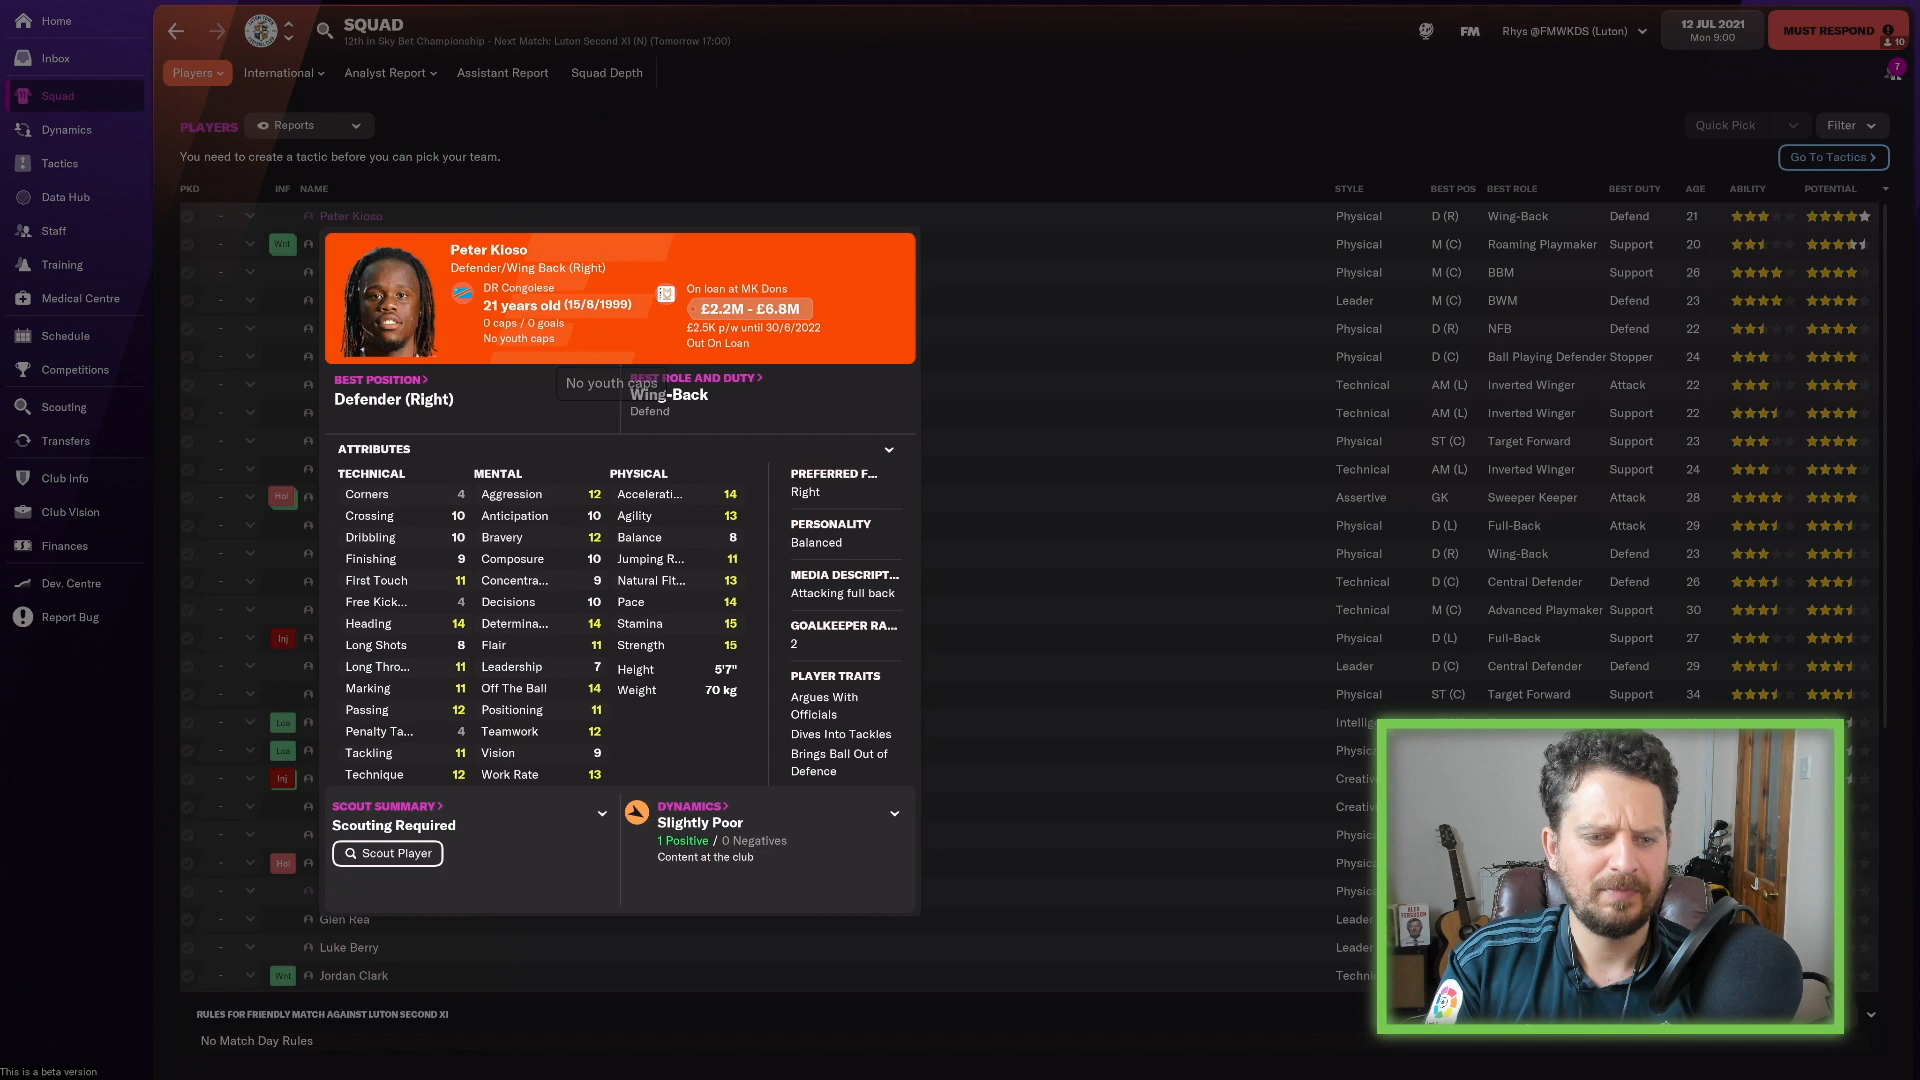 Home
Inbox
Squad
Dynamics
Tactics
Data Hub
Staff
Training
Medical Centre
Schedule
Competitions
Scouting
Transfers
Club Info
Club Vision
Finances
Dev. Centre
Report Bug
This is a beta version
SQUAD
12th in Sky Bet Championship - Next Match: Luton Second XI (N) (Tomorrow 17:00)
FM
Rhys @FMWKDS (Luton)
12 JUL 2021
Mon 9:00
MUST RESPOND
10
7
Players International Analyst Report Assistant Report Squad Depth
PLAYERS Reports
Quick Pick Filter
You need to create a tactic before you can pick your team.
Go To Tactics
PKD INF NAME STYLE BEST POS BEST ROLE BEST DUTY AGE ABILITY POTENTIAL
- Peter Kioso Physical D (R) Wing-Back Defend 21
- Wnt Physical M (C) Roaming Playmaker Support 20
- Physical M (C) BBM Support 26
- Leader M (C) BWM Defend 23
- Physical D (R) NFB Defend 22
- Physical D (C) Ball Playing Defender Stopper 24
- Technical AM (L) Inverted Winger Attack 22
- Technical AM (L) Inverted Winger Support 22
- Physical ST (C) Target Forward Support 23
- Technical AM (L) Inverted Winger Support 24
- Hol Assertive GK Sweeper Keeper Attack 28
- Physical D (L) Full-Back Attack 29
- Physical D (R) Wing-Back Defend 23
- Technical D (C) Central Defender Defend 26
- Technical M (C) Advanced Playmaker Support 30
- Inj Physical D (L) Full-Back Support 27
- Leader D (C) Central Defender Defend 29
- Physical ST (C) Target Forward Support 34
- Loa Intellig
- Loa Physic
- Inj Creati
- Creativ
- Physic
- Hol Physic
- Physic
- Glen Rea Leader
- Luke Berry Leader
- Wnt Jordan Clark Techni
Peter Kioso
Defender/Wing Back (Right)
DR Congolese
21 years old (15/8/1999)
0 caps / 0 goals
No youth caps
On loan at MK Dons
£2.2M - £6.8M
£2.5K p/w until 30/6/2022
Out On Loan
No youth caps
BEST POSITION>
Defender (Right)
BEST ROLE AND DUTY>
Wing-Back
Defend
ATTRIBUTES
TECHNICAL MENTAL PHYSICAL
Corners 4 Aggression 12 Accelerati... 14
Crossing 10 Anticipation 10 Agility 13
Dribbling 10 Bravery 12 Balance 8
Finishing 9 Composure 10 Jumping R... 11
First Touch 11 Concentra... 9 Natural Fit... 13
Free Kick... 4 Decisions 10 Pace 14
Heading 14 Determina... 14 Stamina 15
Long Shots 8 Flair 11 Strength 15
Long Thro... 11 Leadership 7 Height 5'7"
Marking 11 Off The Ball 14 Weight 70 kg
Passing 12 Positioning 11
Penalty Ta... 4 Teamwork 12
Tackling 11 Vision 9
Technique 12 Work Rate 13
PREFERRED F...
Right
PERSONALITY
Balanced
MEDIA DESCRIPT...
Attacking full back
GOALKEEPER RA...
2
PLAYER TRAITS
Argues With
Officials
Dives Into Tackles
Brings Ball Out of
Defence
SCOUT SUMMARY>
Scouting Required
Scout Player
DYNAMICS>
Slightly Poor
1 Positive / 0 Negatives
Content at the club
RULES FOR FRIENDLY MATCH AGAINST LUTON SECOND XI
No Match Day Rules
ALEX
FERGUSON